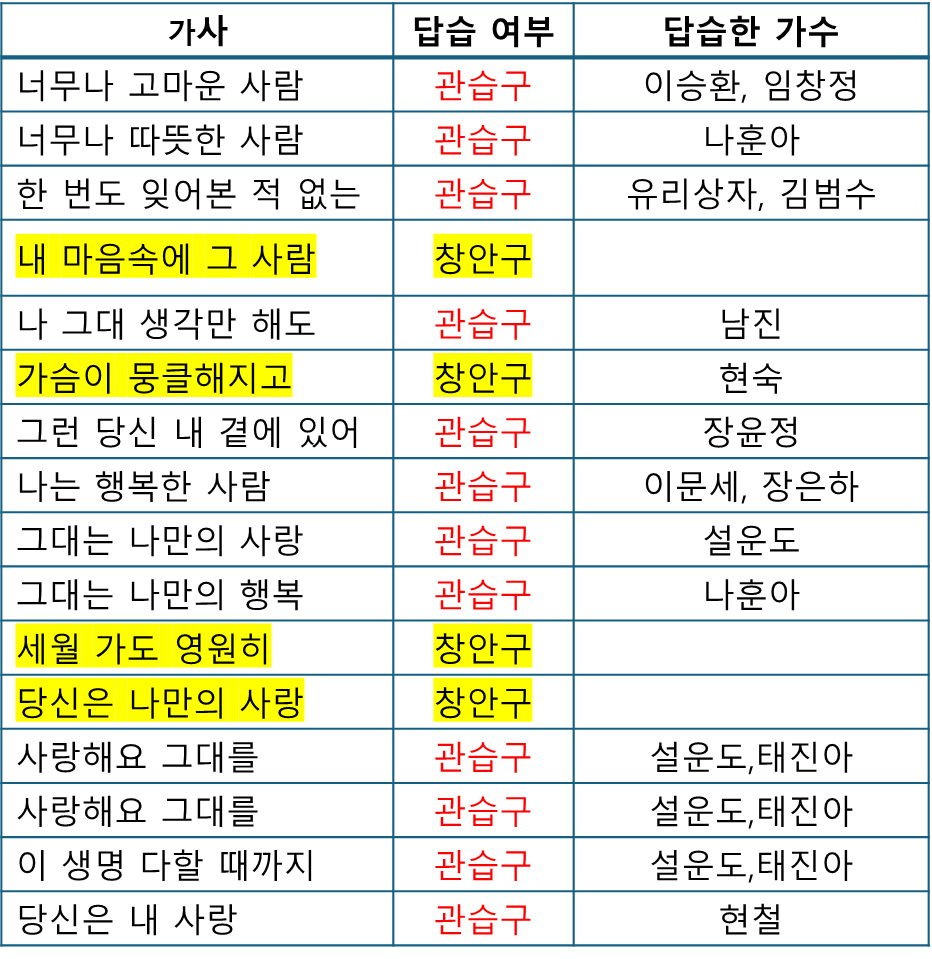 가사 답습 여부 답습한 가수
너무나 고마운 사람 관습구 이승환, 임창정
너무나 따뜻한 사람 관습구 나훈아
한 번도 잊어본 적 없는 관습구 유리상자, 김범수
내 마음속에 그 사람 창안구
나 그대 생각만 해도 관습구 남진
가슴이 뭉클해지고 창안구 현숙
그런 당신 내 곁에 있어 관습구 장윤정
나는 행복한 사람 관습구 이문세, 장은하
그대는 나만의 사랑 관습구 설운도
그대는 나만의 행복 관습구 나훈아
세월 가도 영원히 창안구
당신은 나만의 사랑 창안구
사랑해요 그대를 관습구 설운도,태진아
사랑해요 그대를 관습구 설운도,태진아
이 생명 다할 때까지 관습구 설운도,태진아
당신은 내 사랑 관습구 현철